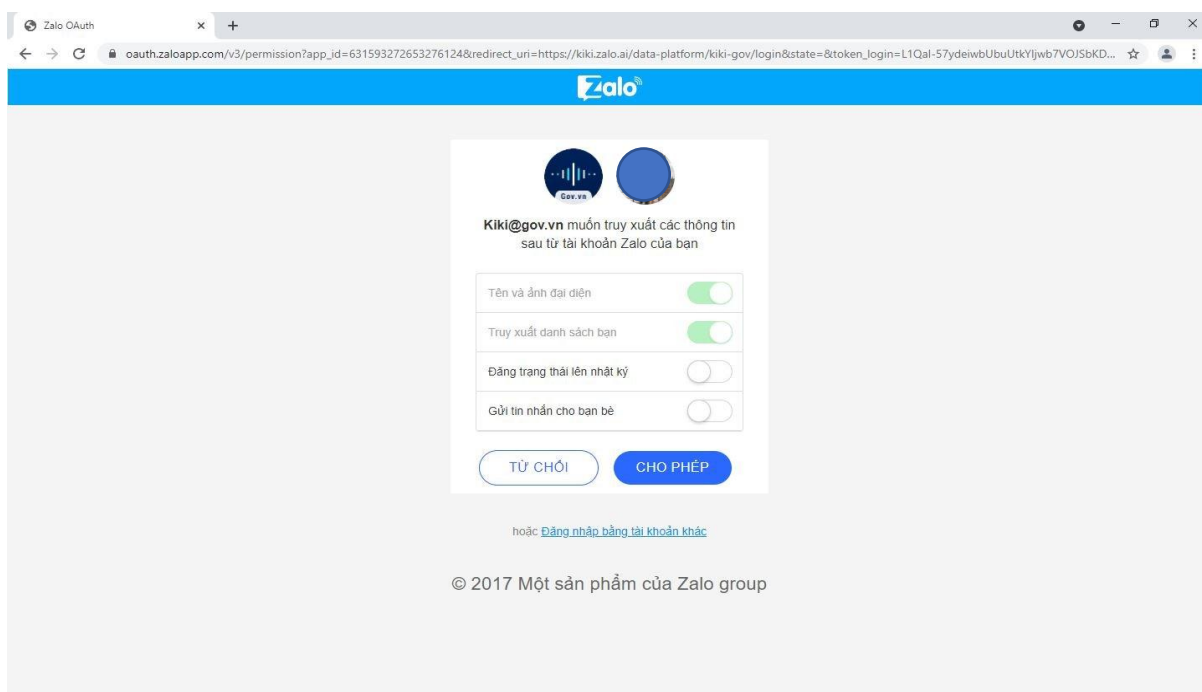 Zalo OAuth
oauth.zaloapp.com/v3/permission?app_id=631593272653276124&redirect_uri=https://kiki.zalo.ai/data-platform/kiki-gov/login&state=&token_login=L1Qal-57ydeiwbUbuUtkYljwb7VOJSbKD...
Zalo
Gov.vn
Kiki@gov.vn muốn truy xuất các thông tin
sau từ tài khoản Zalo của bạn
Tên và ảnh đại diện
Truy xuất danh sách bạn
Đăng trạng thái lên nhật ký
Gửi tin nhắn cho bạn bè
TỪ CHỐI
CHO PHÉP
hoặc Đăng nhập bằng tài khoản khác
© 2017 Một sản phẩm của Zalo group